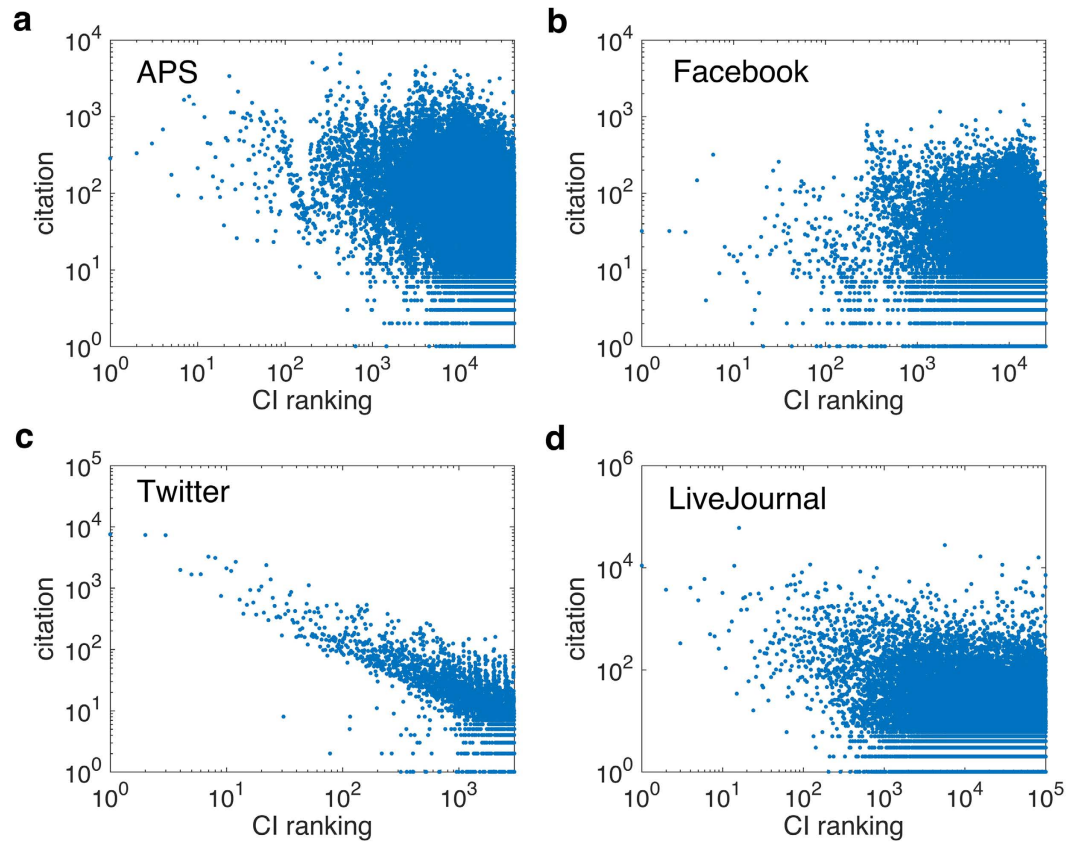 a
APS
citation
10^4
10^3
10^2
10^1
10^0
10^0 10^1 10^2 10^3 10^4
CI ranking
b
Facebook
citation
10^4
10^3
10^2
10^1
10^0
10^0 10^1 10^2 10^3 10^4
CI ranking
c
Twitter
citation
10^5
10^4
10^3
10^2
10^1
10^0
10^0 10^1 10^2 10^3
CI ranking
d
LiveJournal
citation
10^6
10^4
10^2
10^0
10^0 10^1 10^2 10^3 10^4 10^5
CI ranking